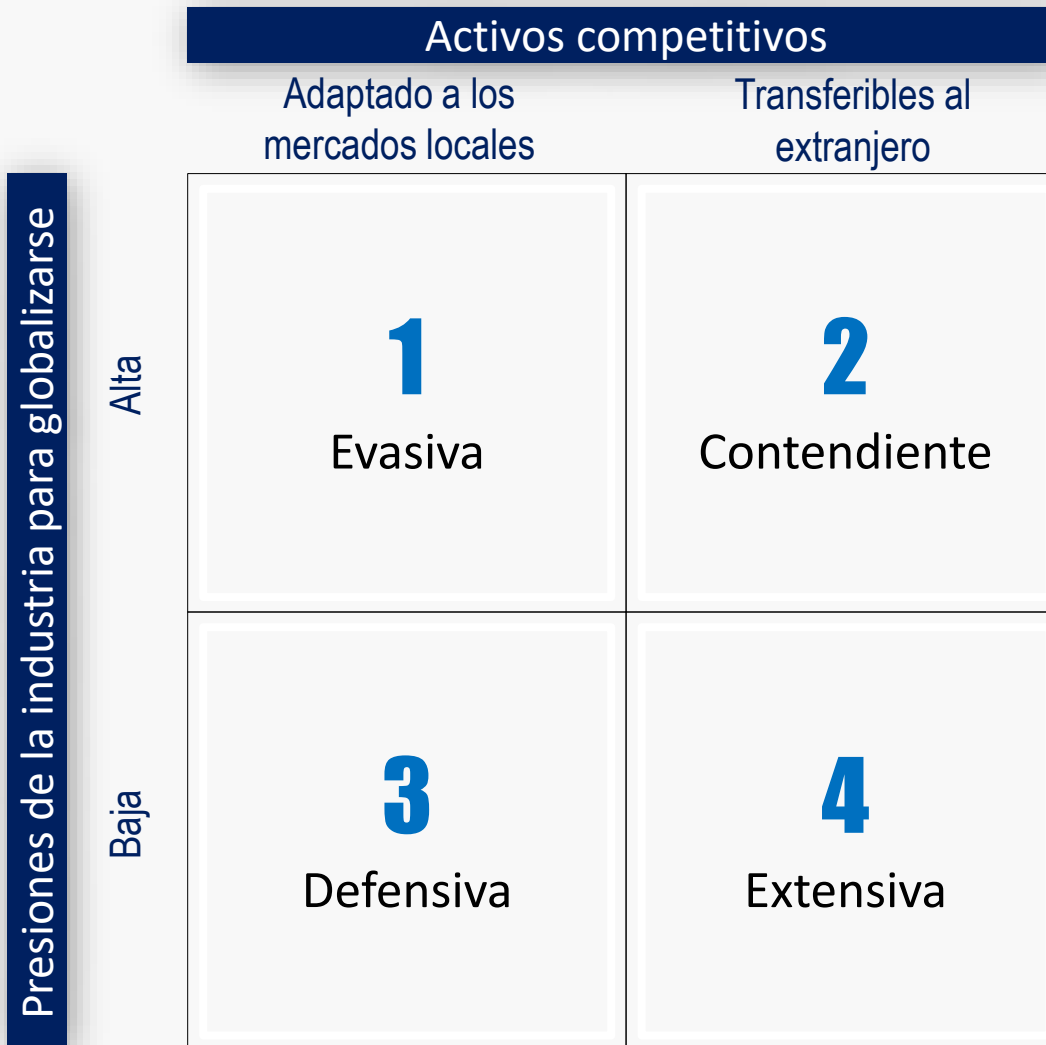 Activos competitivos
Adaptado a los
mercados locales
Transferibles al
extranjero
Presiones de la industria para globalizarse
Alta
1
Evasiva
2
Contendiente
Baja
3
Defensiva
4
Extensiva